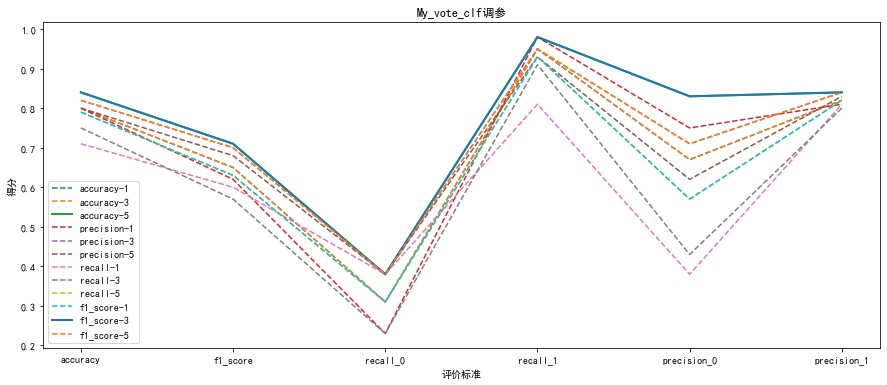 My_vote_clf调参
1.0
0.9
0.8
0.7
0.6
0.5
0.4
0.3
0.2
得分
accuracy-1
accuracy-3
accuracy-5
precision-1
precision-3
precision-5
recall-1
recall-3
recall-5
f1_score-1
f1_score-3
f1_score-5
accuracy f1_score recall_0 recall_1 precision_0 precision_1
评价标准